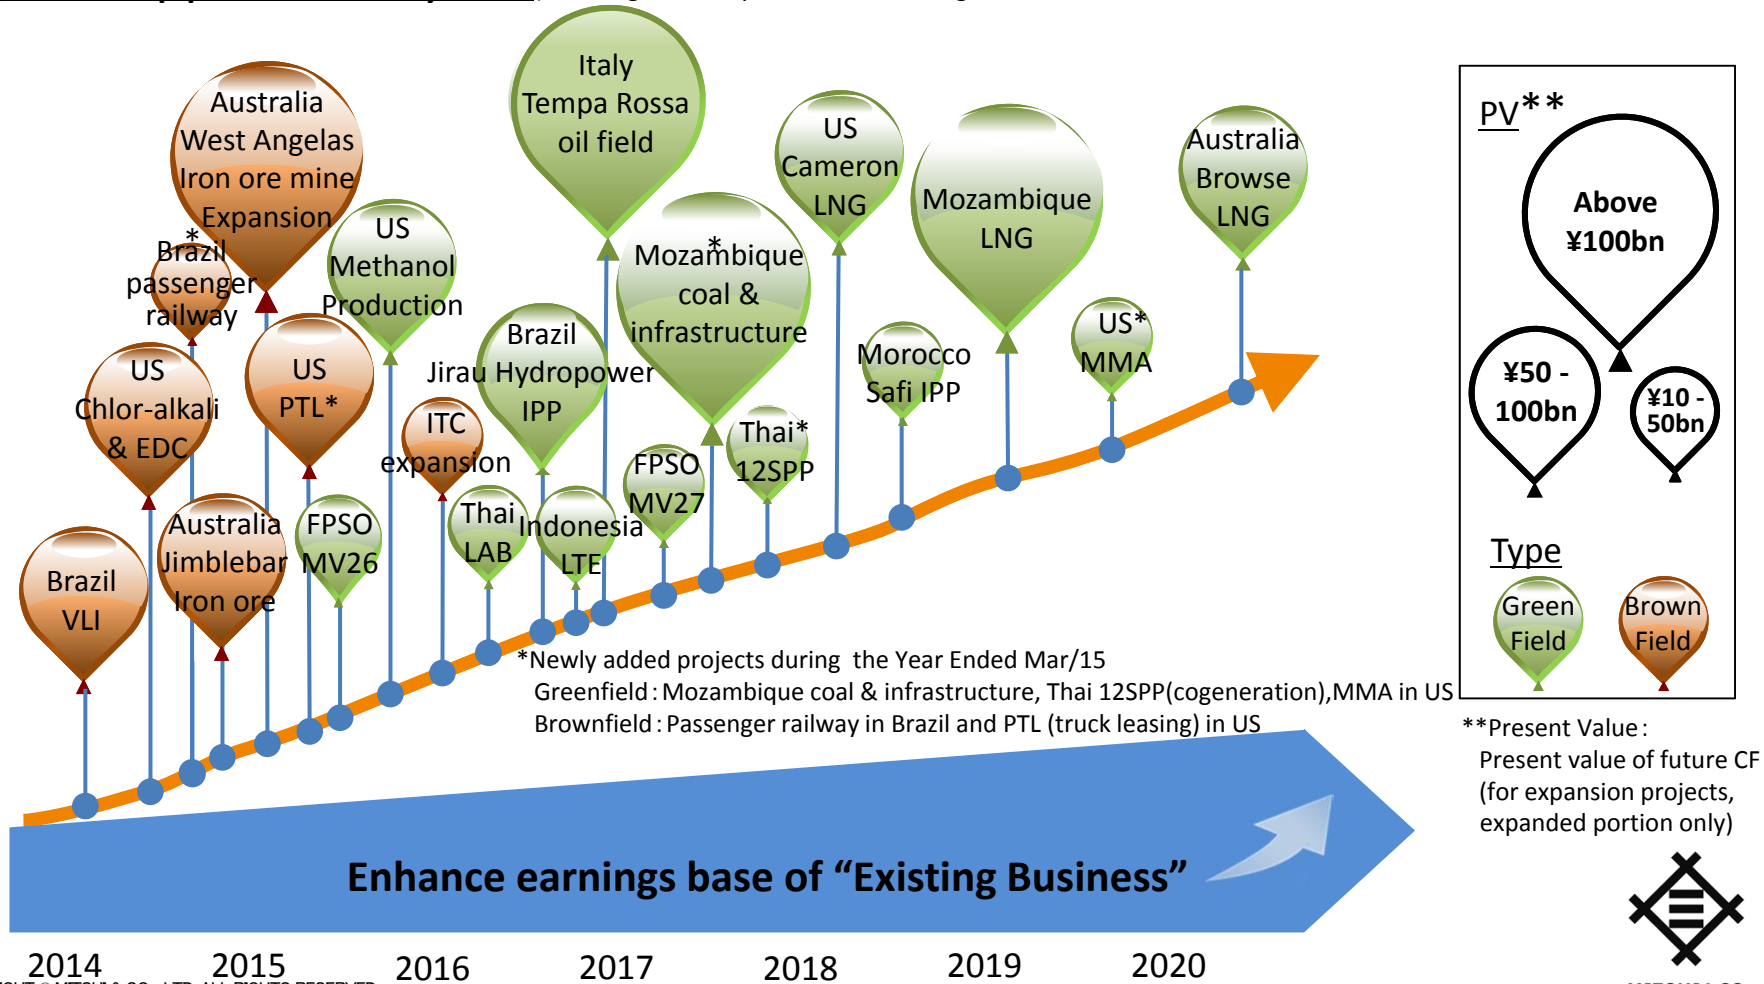 Italy
Tempa Rossa
oil field
Australia
West Angelas
Iron ore mine
Expansion
US
Cameron
LNG
Australia
Browse
LNG
Mozambique
LNG
US
Methanol
Production
*
Brazil
passenger
railway
*
Mozambique
coal &
infrastructure
Brazil
Jirau Hydropower
IPP
US
PTL*
US
Chlor-alkali
& EDC
US*
MMA
Morocco
Safi IPP
ITC
expansion
Thai*
12SPP
FPSO
MV27
Thai
LAB
Indonesia
LTE
FPSO
MV26
Australia
Jimblebar
Iron ore
Brazil
VLI
PV**
Above
¥100bn
¥50 -
100bn
¥10 -
50bn
Type
Green
Field
Brown
Field
*Newly added projects during the Year Ended Mar/15
Greenfield : Mozambique coal & infrastructure, Thai 12SPP(cogeneration),MMA in US
Brownfield : Passenger railway in Brazil and PTL (truck leasing) in US
**Present Value :
Present value of future CF
(for expansion projects,
expanded portion only)
Enhance earnings base of “Existing Business”
2014 2015 2016 2017 2018 2019 2020